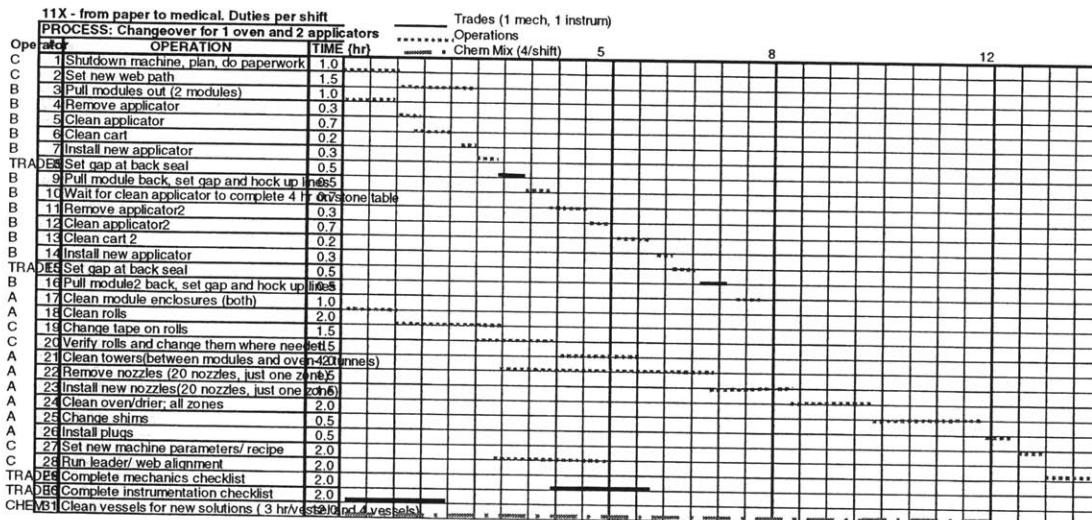 11X - from paper to medical. Duties per shift
Trades (1 mech, 1 instrum)
PROCESS: Changeover for 1 oven and 2 applicators
Operations
Operator OPERATION TIME {hr} Chem Mix (4/shift) 5 8 12
C 1 Shutdown machine, plan, do paperwork 1.0
C 2 Set new web path 1.5
B 3 Pull modules out (2 modules) 1.0
B 4 Remove applicator 0.3
B 5 Clean applicator 0.7
B 6 Clean cart 0.2
B 7 Install new applicator 0.3
TRADES Set gap at back seal 0.5
B 9 Pull module back, set gap and hock up lines
B 10 Wait for clean applicator to complete 4 hr on stone table
B 11 Remove applicator2 0.3
B 12 Clean applicator2 0.7
B 13 Clean cart 2 0.2
B 14 Install new applicator 0.3
TRADES Set gap at back seal 0.5
B 16 Pull module2 back, set gap and hock up lines
A 17 Clean module enclosures (both) 1.0
A 18 Clean rolls 2.0
C 19 Change tape on rolls 1.5
C 20 Verify rolls and change them where needed
A 21 Clean towers(between modules and oven tunnels)
A 22 Remove nozzles (20 nozzles, just one zone)
A 23 Install new nozzles(20 nozzles, just one zone)
A 24 Clean oven/drier; all zones 2.0
A 25 Change shims 0.5
A 26 Install plugs 0.5
C 27 Set new machine parameters/ recipe 2.0
C 28 Run leader/ web alignment 2.0
TRADES Complete mechanics checklist 2.0
TRADES Complete instrumentation checklist 2.0
CHEM 31 Clean vessels for new solutions ( 3 hr/vessel and 4 vessels)